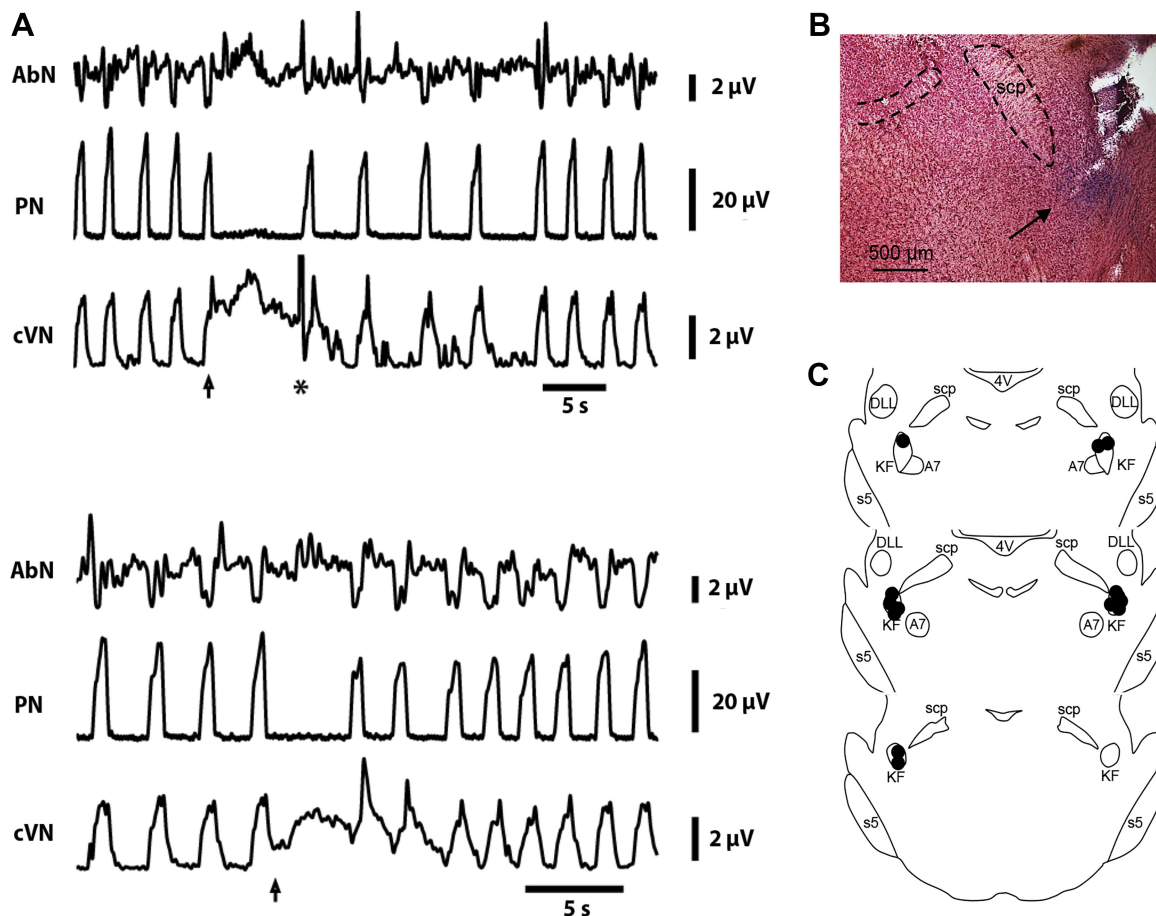 A
AbN
2 µV
PN
20 µV
cVN
2 µV
*
5 s
AbN
2 µV
PN
20 µV
cVN
2 µV
5 s
B
scp
500 µm
C
4V
DLL scp scp DLL
KF A7 A7 KF
s5 s5
DLL scp 4V scp DLL
KF A7 A7 KF
s5 s5
scp scp
KF KF
s5 s5